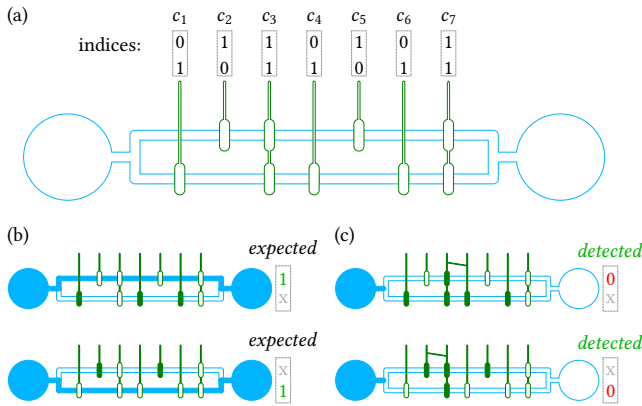 (a)
c1 c2 c3 c4 c5 c6 c7
indices:
0 1 1 0 1 0 1
1 0 1 1 0 1 1
(b)
expected
1
x
expected
x
1
(c)
detected
0
x
detected
x
0